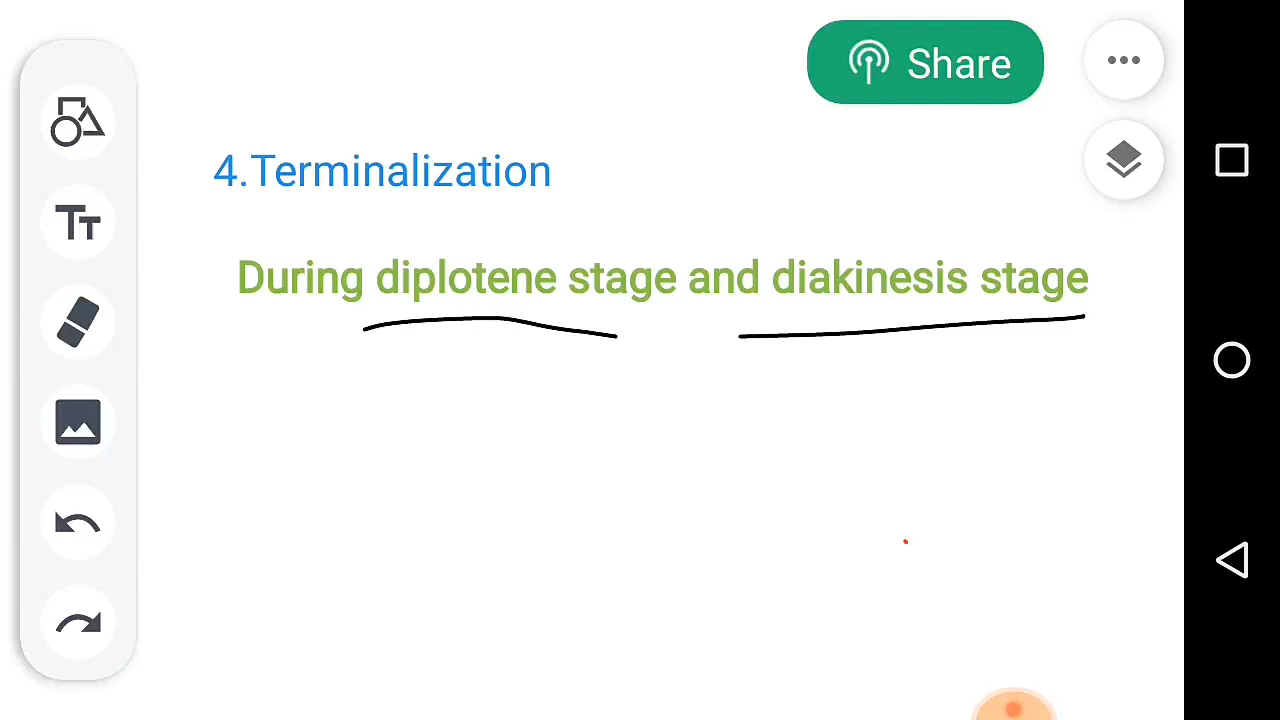 Share
4.Terminalization
During diplotene stage and diakinesis stage